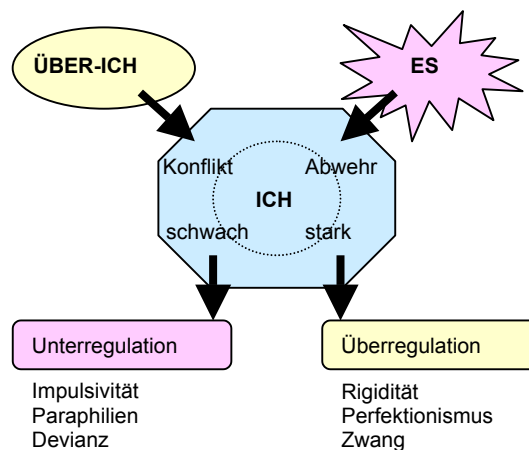 ÜBER-ICH
ES
Konflikt
Abwehr
ICH
schwach
stark
Unterregulation
Überregulation
Impulsivität
Paraphilien
Devianz
Rigidität
Perfektionismus
Zwang